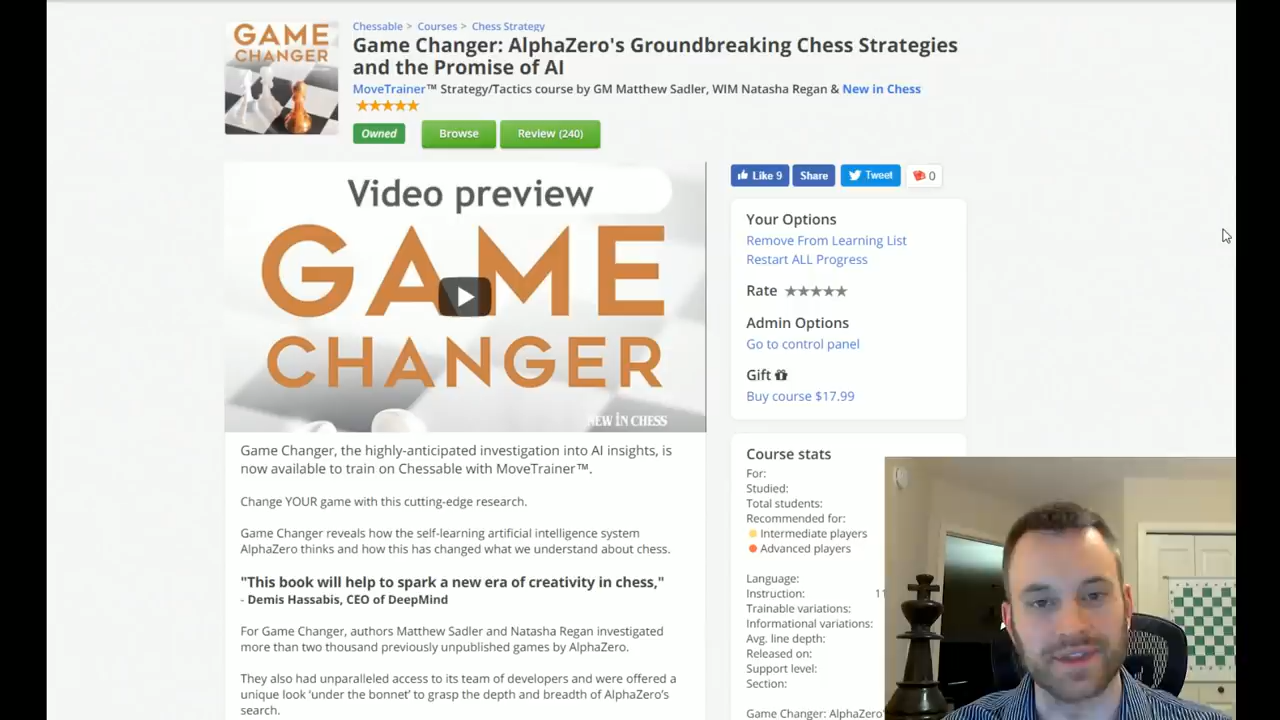 GAME
CHANGER
Chessable > Courses > Chess Strategy
Game Changer: AlphaZero's Groundbreaking Chess Strategies
and the Promise of AI
MoveTrainer™ Strategy/Tactics course by GM Matthew Sadler, WIM Natasha Regan & New in Chess
Owned
Browse
Review (240)
Video preview
GAME
CHANGER
NEW IN CHESS
Like 9
Share
Tweet
0
Your Options
Remove From Learning List
Restart ALL Progress
Rate
Admin Options
Go to control panel
Gift
Buy course $17.99
Game Changer, the highly-anticipated investigation into AI insights, is
now available to train on Chessable with MoveTrainer™.
Change YOUR game with this cutting-edge research.
Game Changer reveals how the self-learning artificial intelligence system
AlphaZero thinks and how this has changed what we understand about chess.
"This book will help to spark a new era of creativity in chess,"
- Demis Hassabis, CEO of DeepMind
For Game Changer, authors Matthew Sadler and Natasha Regan investigated
more than two thousand previously unpublished games by AlphaZero.
They also had unparalleled access to its team of developers and were offered a
unique look ‘under the bonnet’ to grasp the depth and breadth of AlphaZero’s
search.
Course stats
For:
Studied:
Total students:
Recommended for:
Intermediate players
Advanced players
Language:
Instruction: 11
Trainable variations:
Informational variations:
Avg. line depth:
Released on:
Support level:
Section:
Game Changer: AlphaZero'